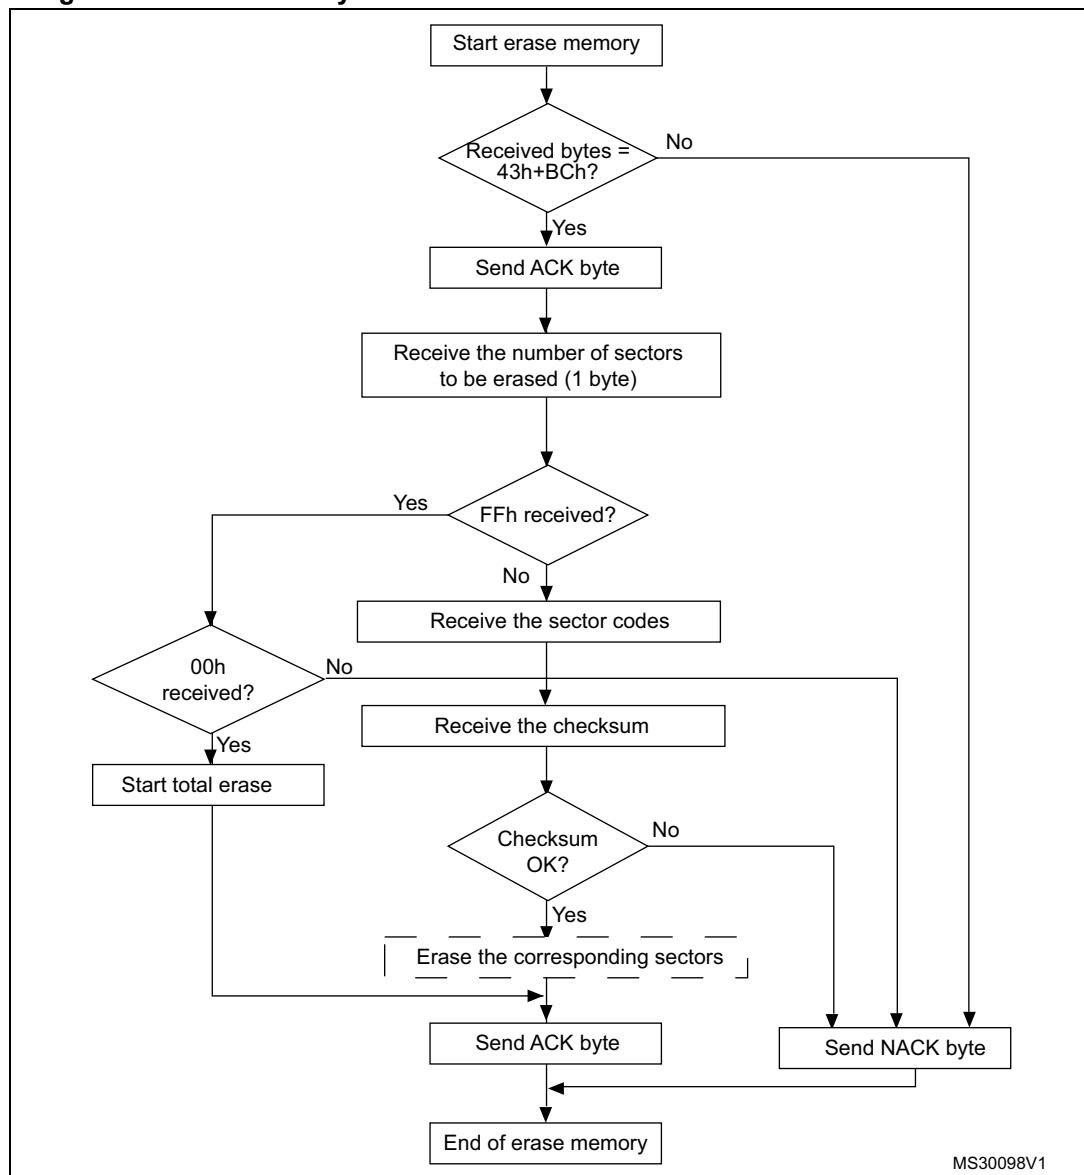 Start erase memory
Received bytes =
43h+BCh?
No
Yes
Send ACK byte
Receive the number of sectors
to be erased (1 byte)
Yes
FFh received?
No
Receive the sector codes
00h
received?
No
Receive the checksum
Yes
Start total erase
Checksum
OK?
No
Yes
Erase the corresponding sectors
Send ACK byte
Send NACK byte
End of erase memory
MS30098V1